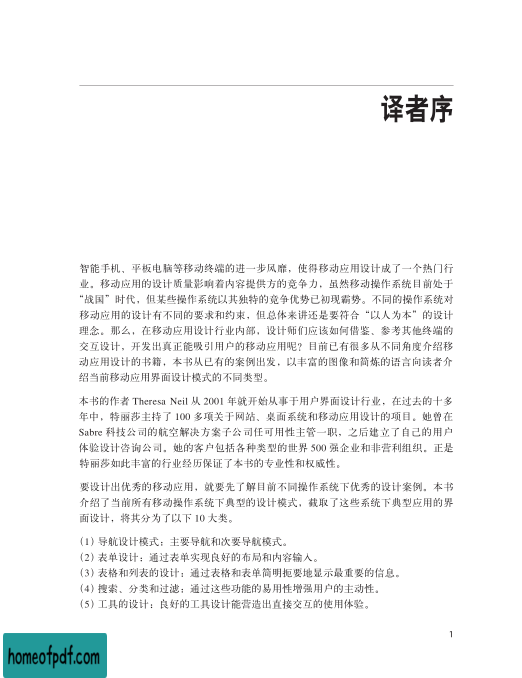 译者序
智能手机、平板电脑等移动终端的进一步风靡，使得移动应用设计成了一个热门行
业。移动应用的设计质量影响着内容提供方的竞争力，虽然移动操作系统目前处于
“战国”时代，但某些操作系统以其独特的竞争优势已初现霸势。不同的操作系统对
移动应用的设计有不同的要求和约束，但总体来讲还是要符合“以人为本”的设计
理念。那么，在移动应用设计行业内部，设计师们应该如何借鉴、参考其他终端的
交互设计，开发出真正能吸引用户的移动应用呢？目前已有很多从不同角度介绍移
动应用设计的书籍，本书从已有的案例出发，以丰富的图像和简炼的语言向读者介
绍当前移动应用界面设计模式的不同类型。
本书的作者 Theresa Neil 从 2001 年就开始从事于用户界面设计行业，在过去的十多
年中，特丽莎主持了 100 多项关于网站、桌面系统和移动应用设计的项目。她曾在
Sabre 科技公司的航空解决方案子公司任可用性主管一职，之后建立了自己的用户
体验设计咨询公司。她的客户包括各种类型的世界 500 强企业和非营利组织。正是
特丽莎如此丰富的行业经历保证了本书的专业性和权威性。
要设计出优秀的移动应用，就要先了解目前不同操作系统下优秀的设计案例。本书
介绍了当前所有移动操作系统下典型的设计模式，截取了这些系统下典型应用的界
面设计，将其分为了以下 10 大类。
（1）导航设计模式：主要导航和次要导航模式。
（2）表单设计：通过表单实现良好的布局和内容输入。
（3）表格和列表的设计：通过表格和表单简明扼要地显示最重要的信息。
（4）搜索、分类和过滤：通过这些功能的易用性增强用户的主动性。
（5）工具的设计：良好的工具设计能营造出直接交互的使用体验。
1
homeofpdf.com